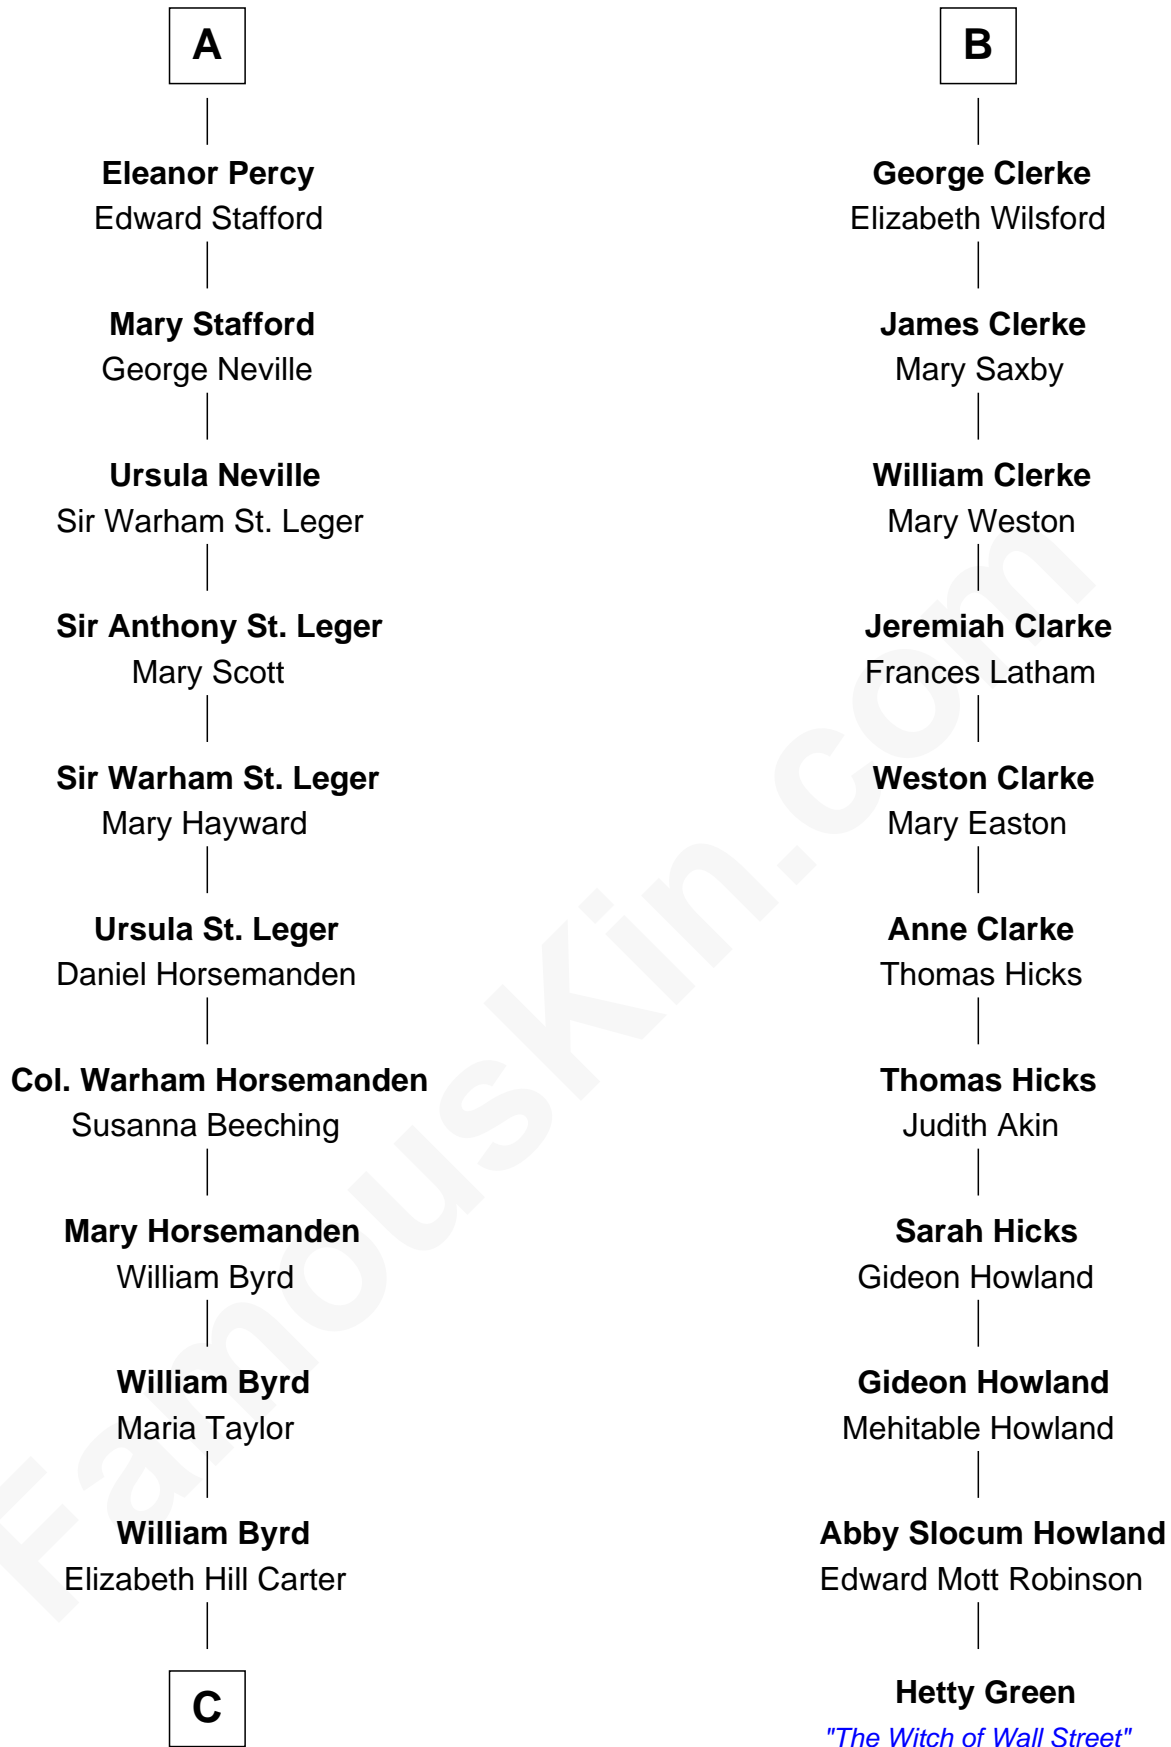 A
Eleanor Percy
Edward Stafford
Mary Stafford
George Neville
Ursula Neville
Sir Warham St. Leger
Sir Anthony St. Leger
Mary Scott
Sir Warham St. Leger
Mary Hayward
Ursula St. Leger
Daniel Horsemanden
Col. Warham Horsemanden
Susanna Beeching
Mary Horsemanden
William Byrd
William Byrd
Maria Taylor
William Byrd
Elizabeth Hill Carter
C
B
George Clerke
Elizabeth Wilsford
James Clerke
Mary Saxby
William Clerke
Mary Weston
Jeremiah Clarke
Frances Latham
Weston Clarke
Mary Easton
Anne Clarke
Thomas Hicks
Thomas Hicks
Judith Akin
Sarah Hicks
Gideon Howland
Gideon Howland
Mehitable Howland
Abby Slocum Howland
Edward Mott Robinson
Hetty Green
"The Witch of Wall Street"
FamousKin.com